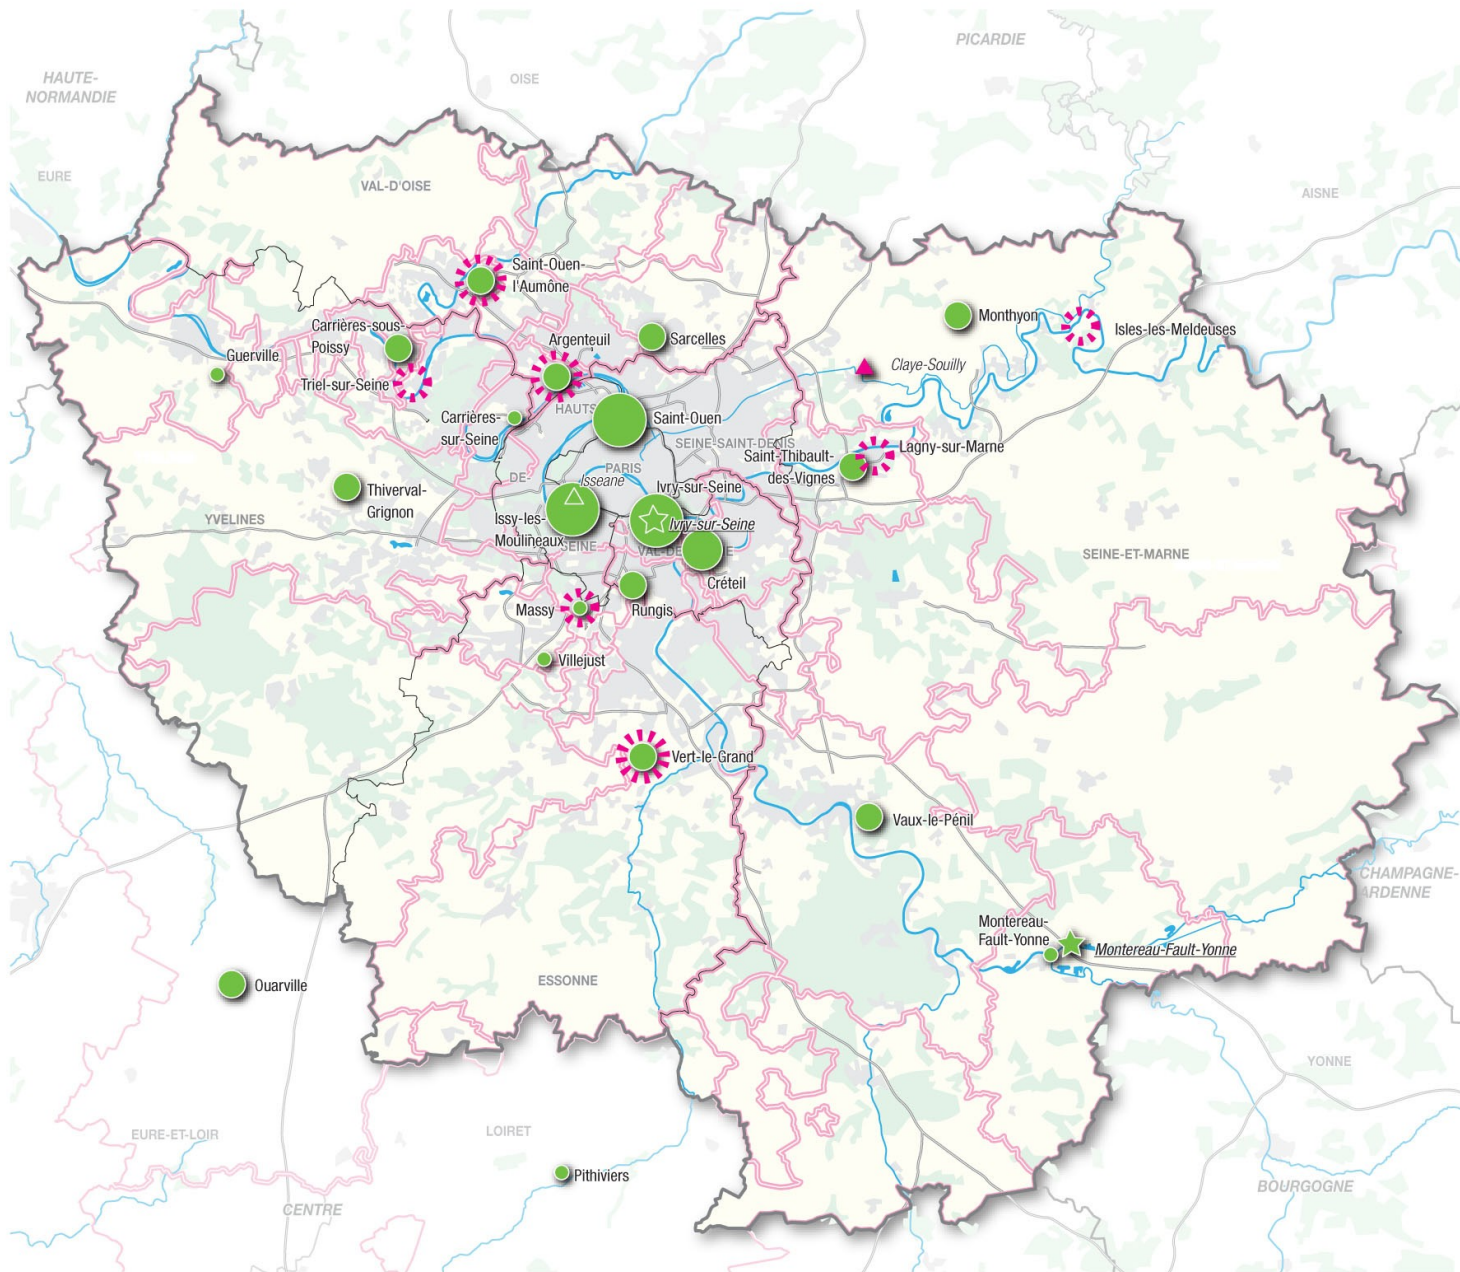 PICARDIE
HAUTE-
NORMANDIE
OISE
EURE
VAL-D'OISE
AISNE
Saint-Ouen-
l'Aumône
Carrières-sous-
Poissy
Argenteuil
Sarcelles
Monthyon
Isles-les-Meldeuses
Guerville
Triel-sur-Seine
Claye-Souilly
Carrières-
sur-Seine
HAUTS
Saint-Ouen
SEINE-SAINT-DENIS
Saint-Thibault-
des-Vignes
Lagny-sur-Marne
PARIS
DE-
Isseane
Ivry-sur-Seine
Thiverval-
Grignon
YVELINES
Issy-les-
Moulineaux
SEINE
Ivry-sur-Seine
VAL-DE
NE
SEINE-ET-MARNE
Créteil
Massy
Rungis
Villejust
Vert-le-Grand
Vaux-le-Pénil
CHAMPAGNE-
ARDENNE
Montereau-
Fault-Yonne
Montereau-Fault-Yonne
Ouarville
ESSONNE
YONNE
EURE-ET-LOIR
LOIRET
Pithiviers
BOURGOGNE
CENTRE